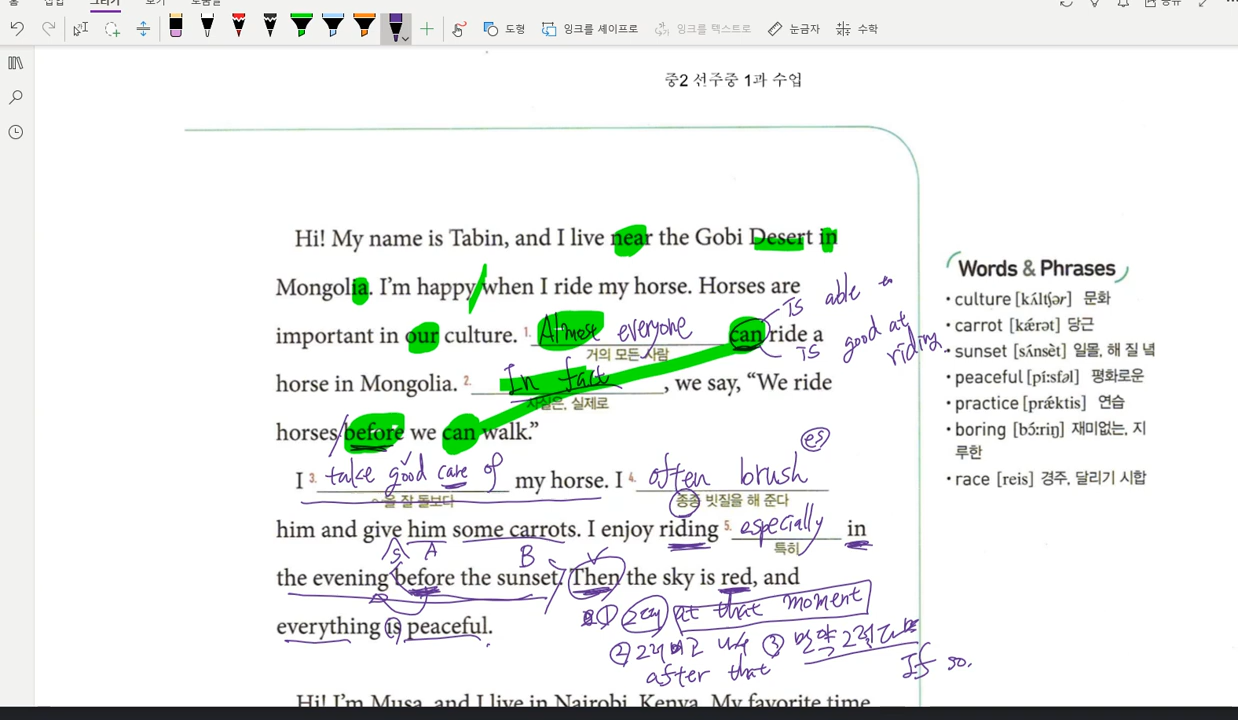 홈 삽입 그리기 보기 도움말 공유
도형 잉크를 셰이프로 잉크를 텍스트로 눈금자 수학
중2 선주중 1과 수업
Hi! My name is Tabin, and I live near the Gobi Desert in
Mongolia. I'm happy when I ride my horse. Horses are
is able
important in our culture. 1. Almost everyone can ride a
is good at riding
거의 모든 사람
horse in Mongolia. 2. In fact, we say, “We ride
사실은, 실제로
horses before we can walk.”
es
I 3. take good care of my horse. I 4. often brush
~을 잘 돌보다 종종 빗질을 해 준다
him and give him some carrots. I enjoy riding 5. especially in
특히
S A B
the evening before the sunset. Then the sky is red, and
① at that moment
everything is peaceful.
② ③ 만약 그렇다면
after that If so.
Hi! I'm Musa, and I live in Nairobi, Kenya. My favorite time
Words & Phrases
• culture [kʌ́ltʃər] 문화
• carrot [kǽrət] 당근
• sunset [sʌ́nsèt] 일몰, 해 질 녘
• peaceful [píːsfəl] 평화로운
• practice [prǽktis] 연습
• boring [bɔ́ːriŋ] 재미없는, 지루한
• race [reis] 경주, 달리기 시합